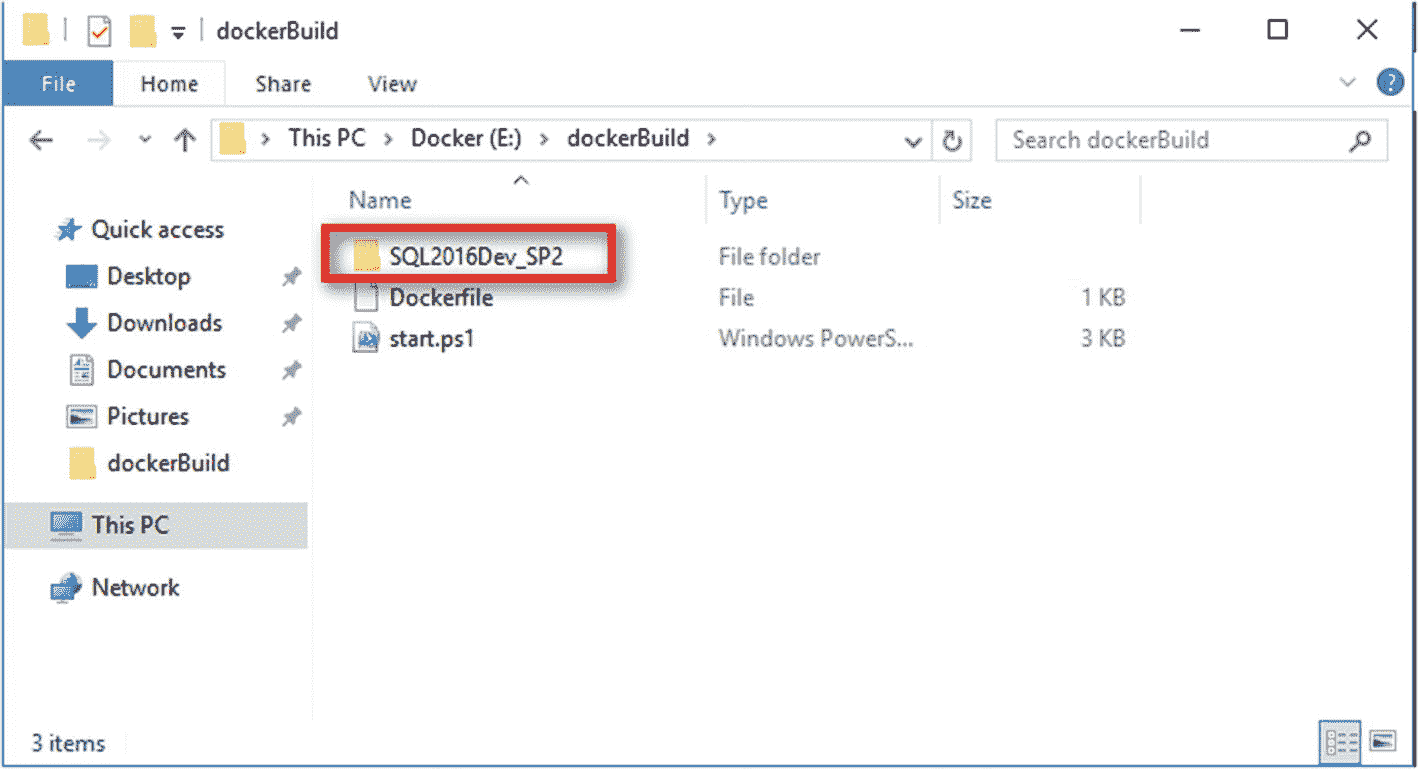 dockerBuild
File Home Share View
?
This PC Docker (E:) dockerBuild Search dockerBuild
Name Type Size
Quick access
Desktop
Downloads
Documents
Pictures
dockerBuild
This PC
Network
SQL2016Dev_SP2 File folder
Dockerfile File 1 KB
start.ps1 Windows PowerS... 3 KB
3 items